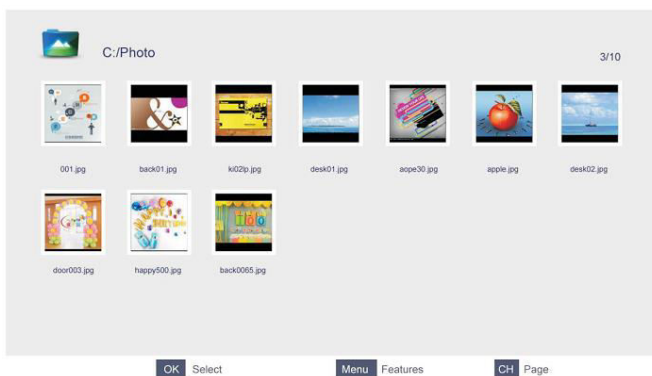 C:/Photo
3/10
001.jpg back01.jpg ki02lp.jpg desk01.jpg aope30.jpg apple.jpg desk02.jpg
door003.jpg happy500.jpg back0065.jpg
OK Select Menu Features CH Page